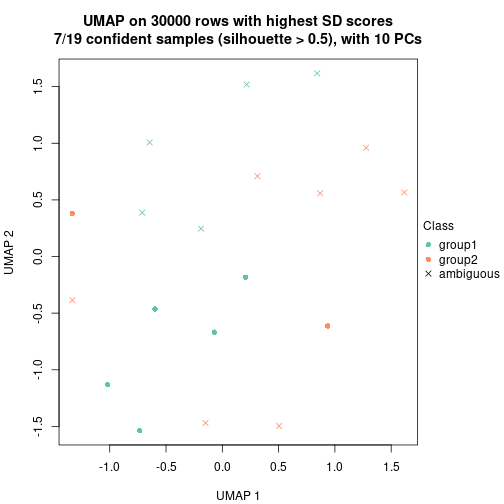 UMAP on 30000 rows with highest SD scores
7/19 confident samples (silhouette > 0.5), with 10 PCs
1.5
1.0
0.5
0.0
-0.5
-1.0
-1.5
UMAP 2
Class
group1
group2
ambiguous
-1.0 -0.5 0.0 0.5 1.0 1.5
UMAP 1